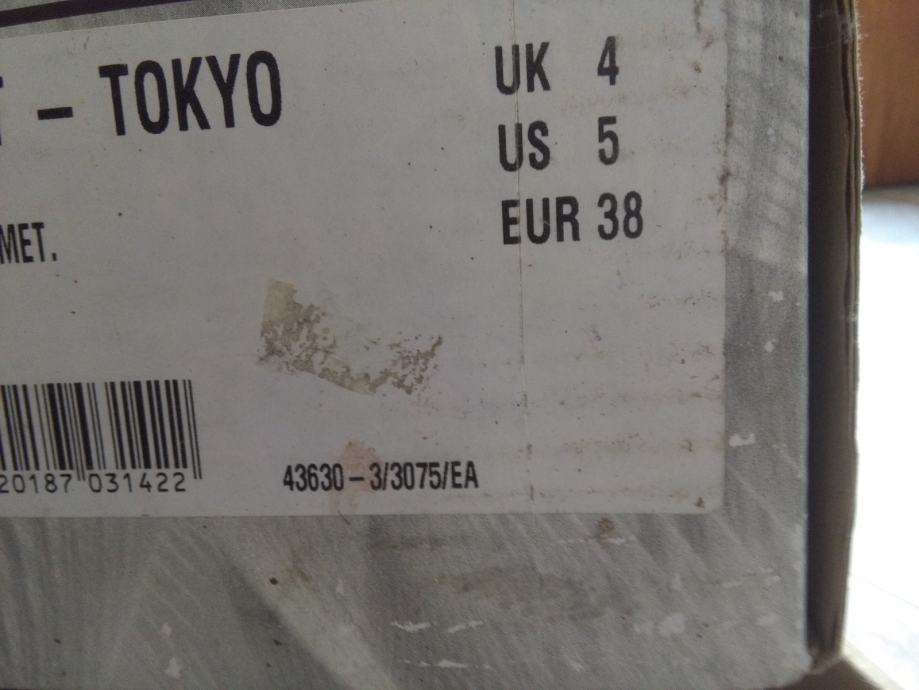 – TOKYO
UK 4
US 5
EUR 38
MET.
20187 031422
43630-3/3075/EA